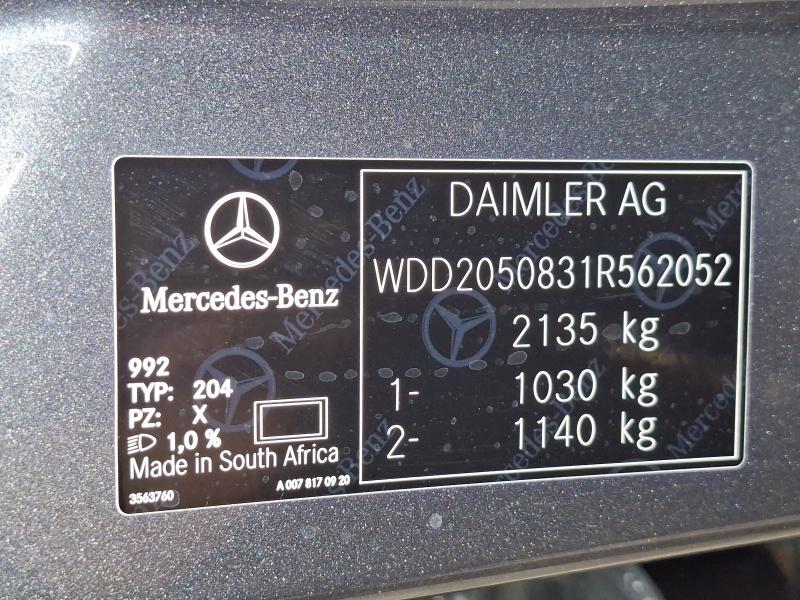 Mercedes-Benz
992
TYP: 204
PZ: X
1,0 %
Made in South Africa
3563760
A 007 817 09 20
DAIMLER AG
WDD2050831R562052
2135 kg
1- 1030 kg
2- 1140 kg